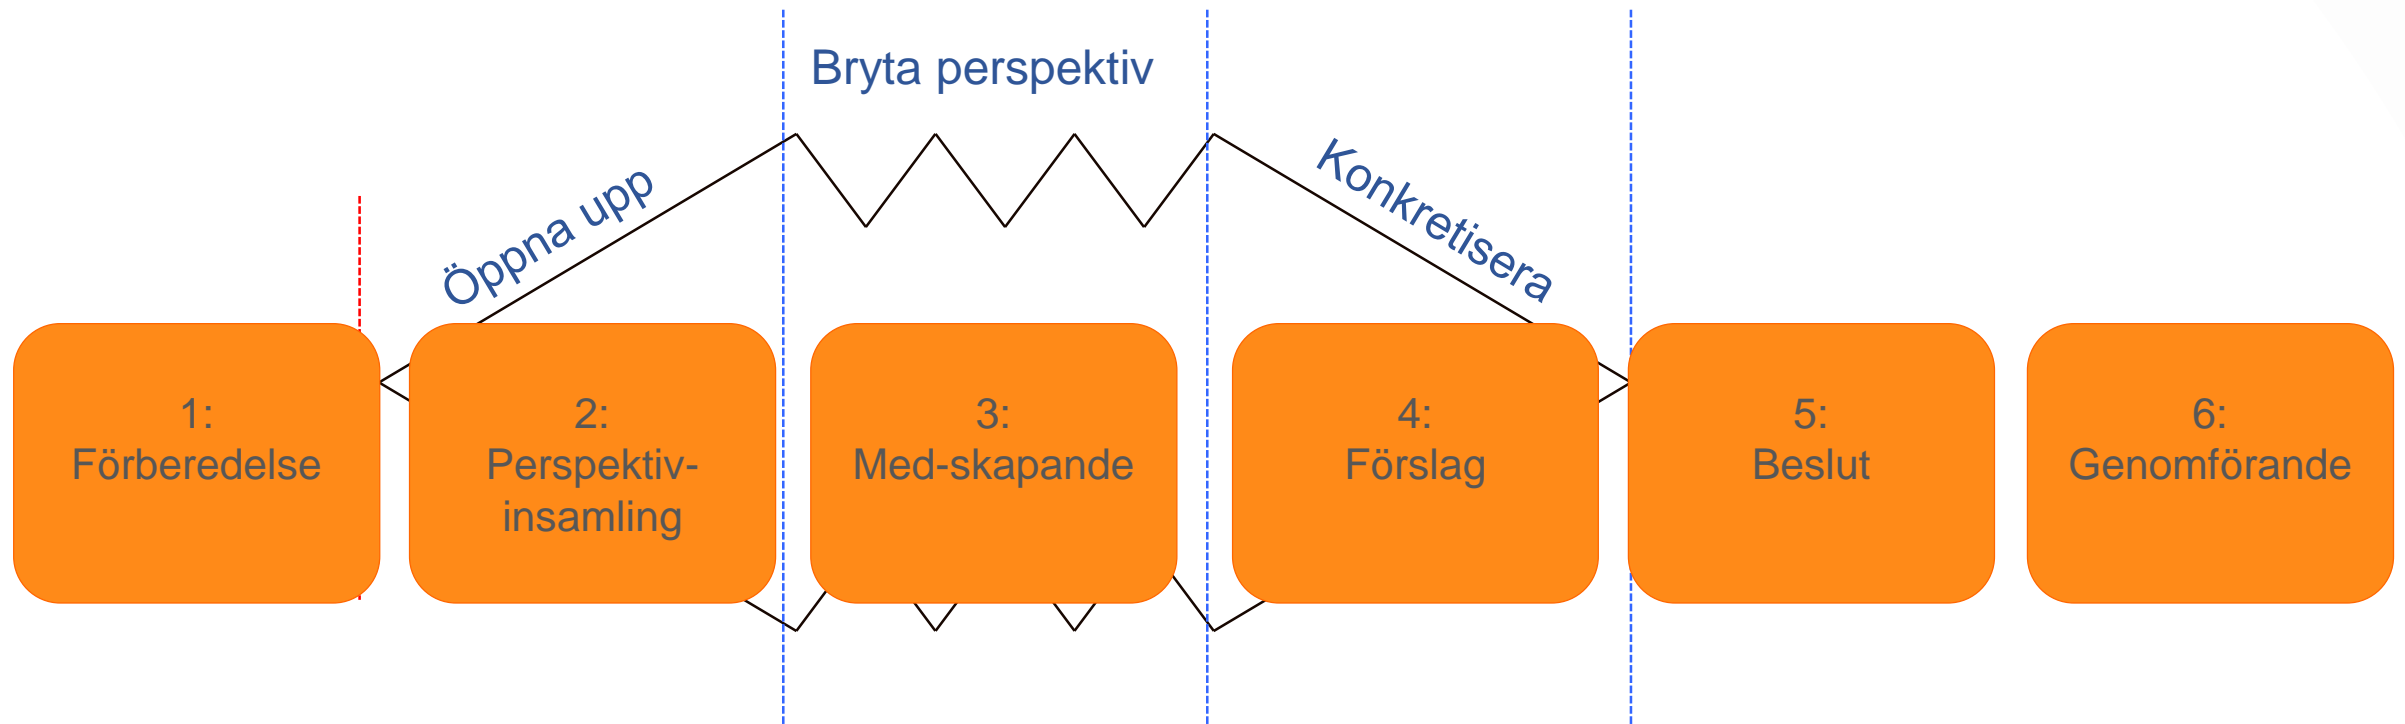 Bryta perspektiv
Öppna upp
Konkretisera
1:
Förberedelse
2:
Perspektiv-
insamling
3:
Med-skapande
4:
Förslag
5:
Beslut
6:
Genomförande